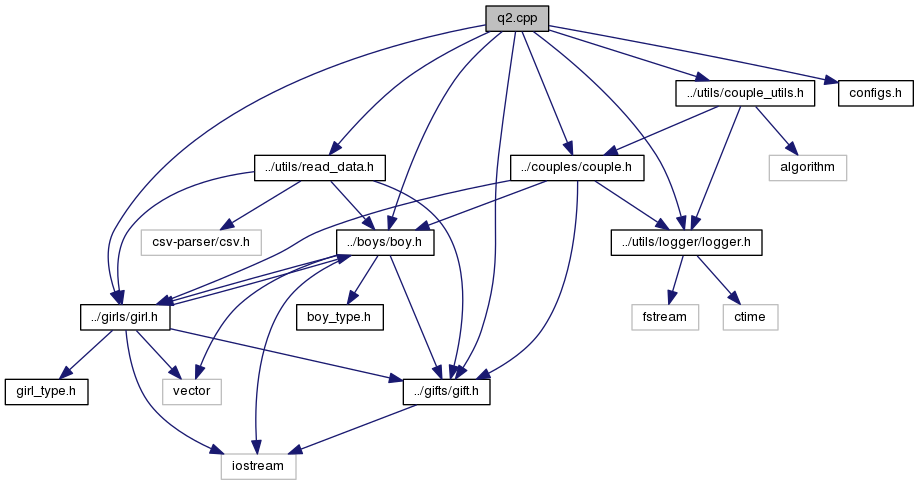 q2.cpp
../utils/couple_utils.h
configs.h
../utils/read_data.h
../couples/couple.h
algorithm
csv-parser/csv.h
../boys/boy.h
../utils/logger/logger.h
../girls/girl.h
boy_type.h
fstream
ctime
girl_type.h
vector
../gifts/gift.h
iostream